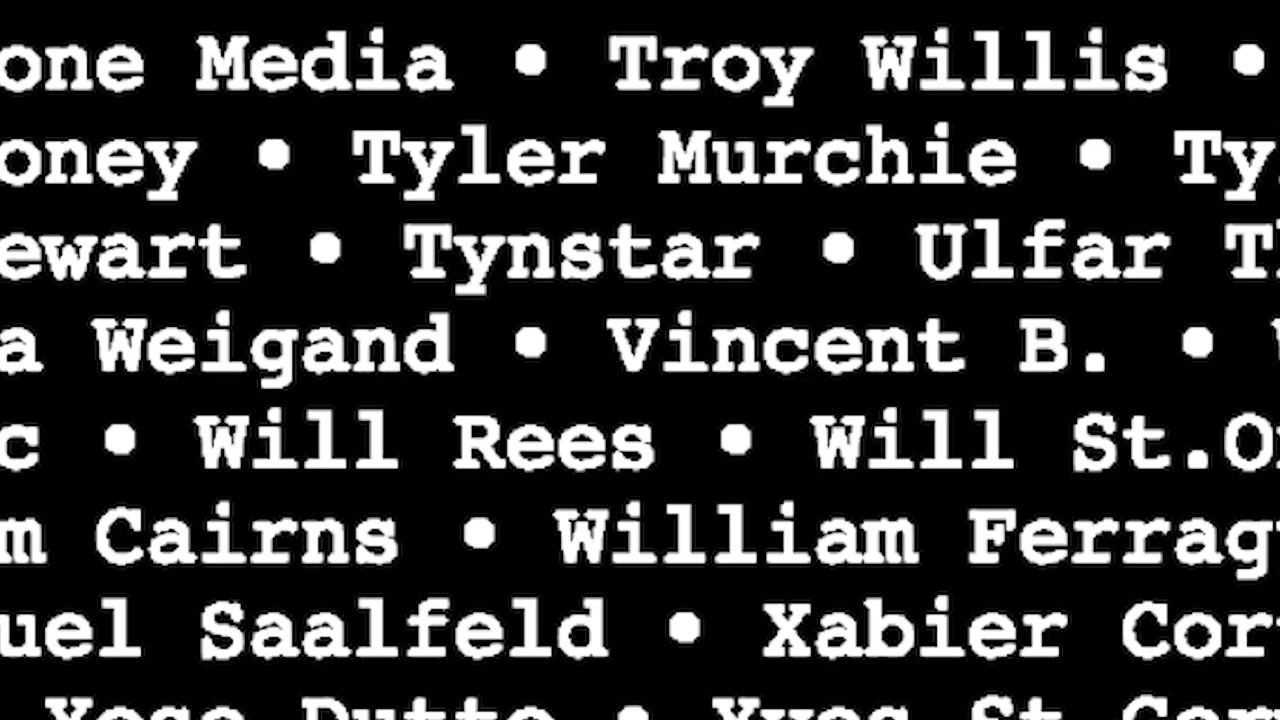 one Media • Troy Willis •
oney • Tyler Murchie • Ty
ewart • Tynstar • Ulfar
a Weigand • Vincent B. •
c • Will Rees • Will St.O
m Cairns • William Ferrag
uel Saalfeld • Xabier Cor